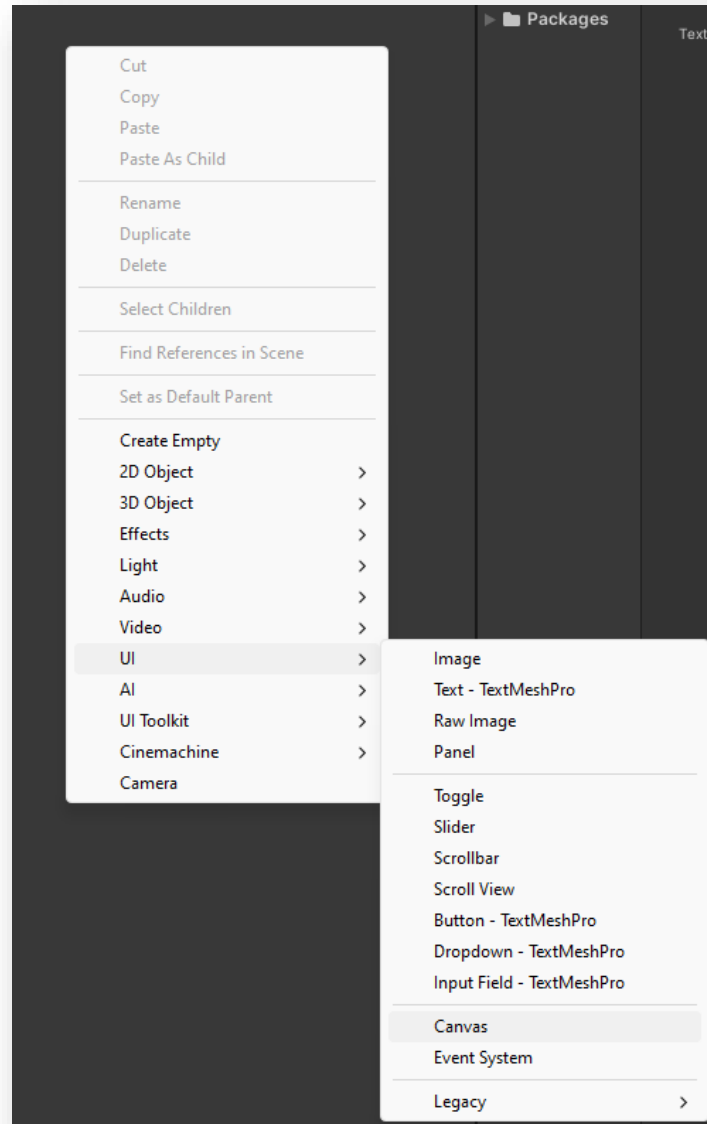 Packages
Text
Cut
Copy
Paste
Paste As Child
Rename
Duplicate
Delete
Select Children
Find References in Scene
Set as Default Parent
Create Empty
2D Object
3D Object
Effects
Light
Audio
Video
UI
AI
UI Toolkit
Cinemachine
Camera
Image
Text - TextMeshPro
Raw Image
Panel
Toggle
Slider
Scrollbar
Scroll View
Button - TextMeshPro
Dropdown - TextMeshPro
Input Field - TextMeshPro
Canvas
Event System
Legacy